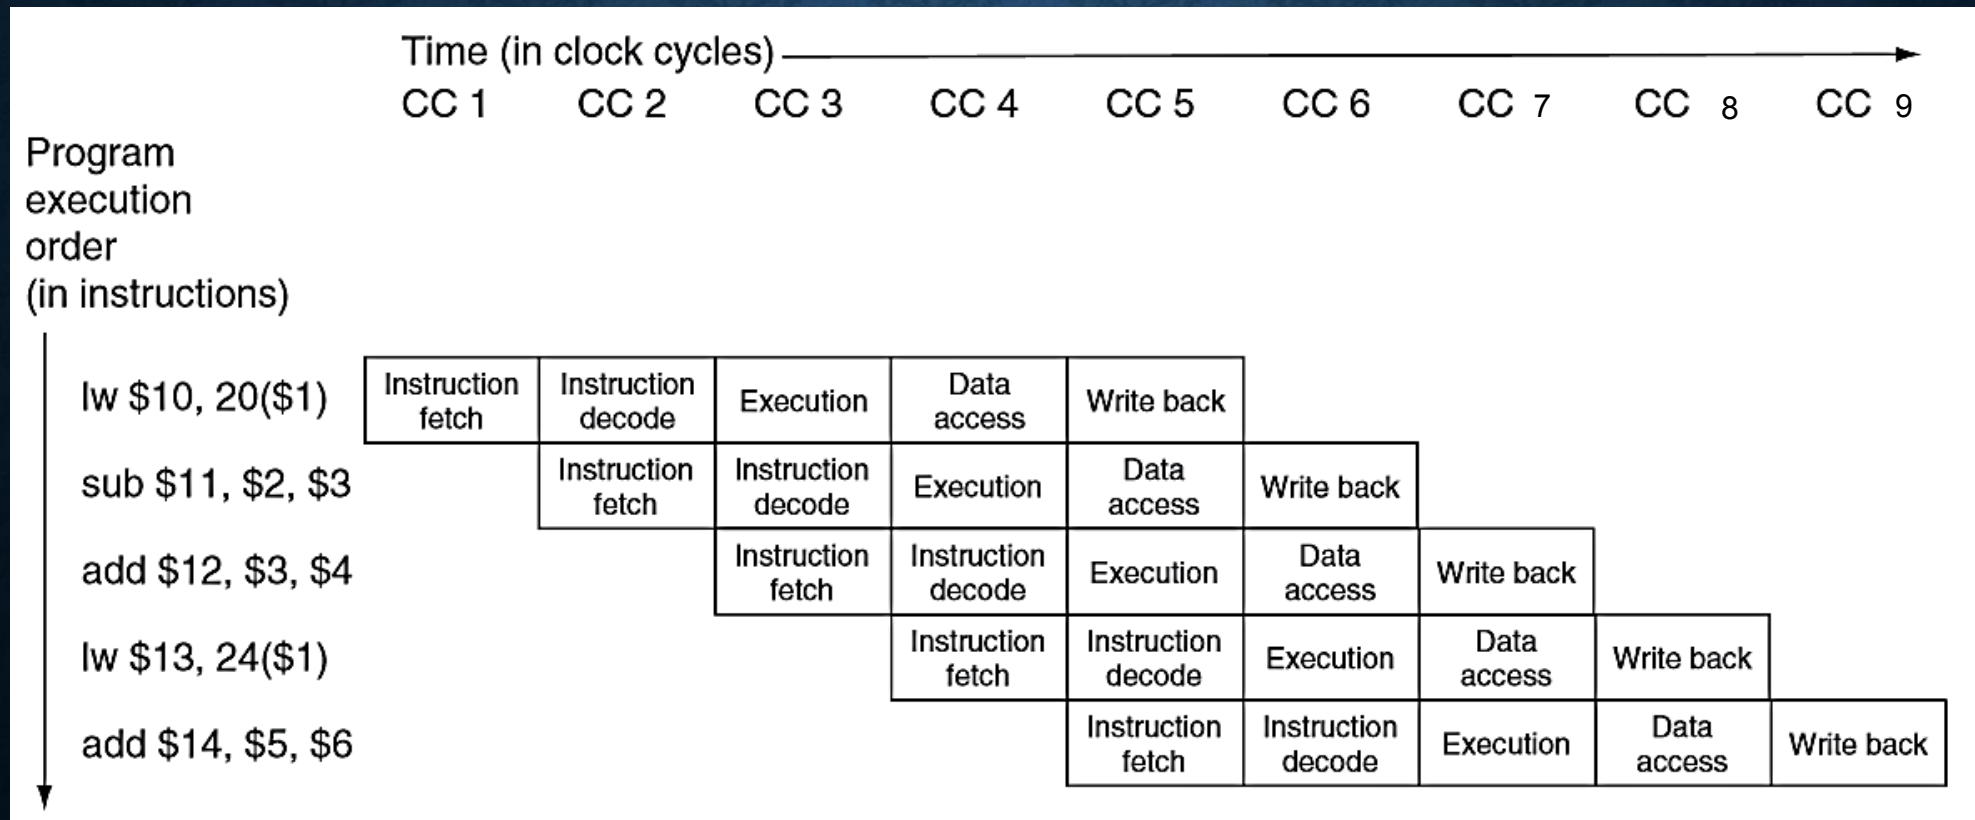 Time (in clock cycles)
CC 1 CC 2 CC 3 CC 4 CC 5 CC 6 CC 7 CC 8 CC 9
Program
execution
order
(in instructions)
lw $10, 20($1)
Instruction
fetch
Instruction
decode
Execution
Data
access
Write back
sub $11, $2, $3
Instruction
fetch
Instruction
decode
Execution
Data
access
Write back
add $12, $3, $4
Instruction
fetch
Instruction
decode
Execution
Data
access
Write back
lw $13, 24($1)
Instruction
fetch
Instruction
decode
Execution
Data
access
Write back
add $14, $5, $6
Instruction
fetch
Instruction
decode
Execution
Data
access
Write back